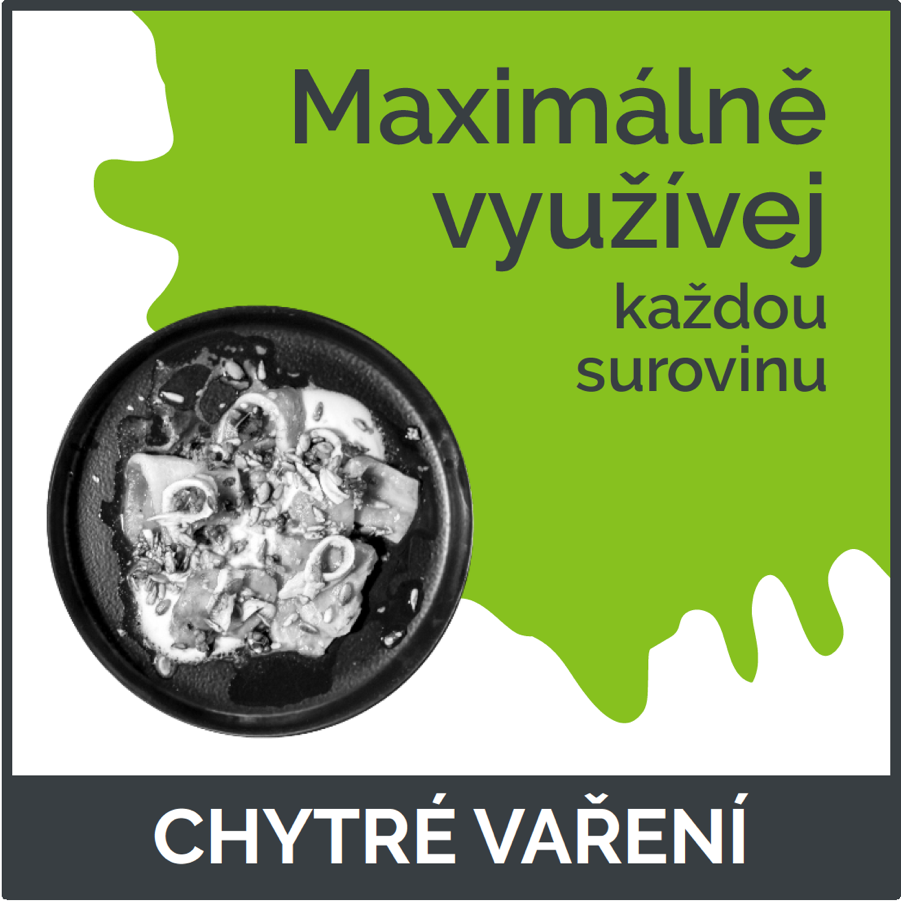 Maximálně
využívej
každou
surovinu
CHYTRÉ VAŘENÍ